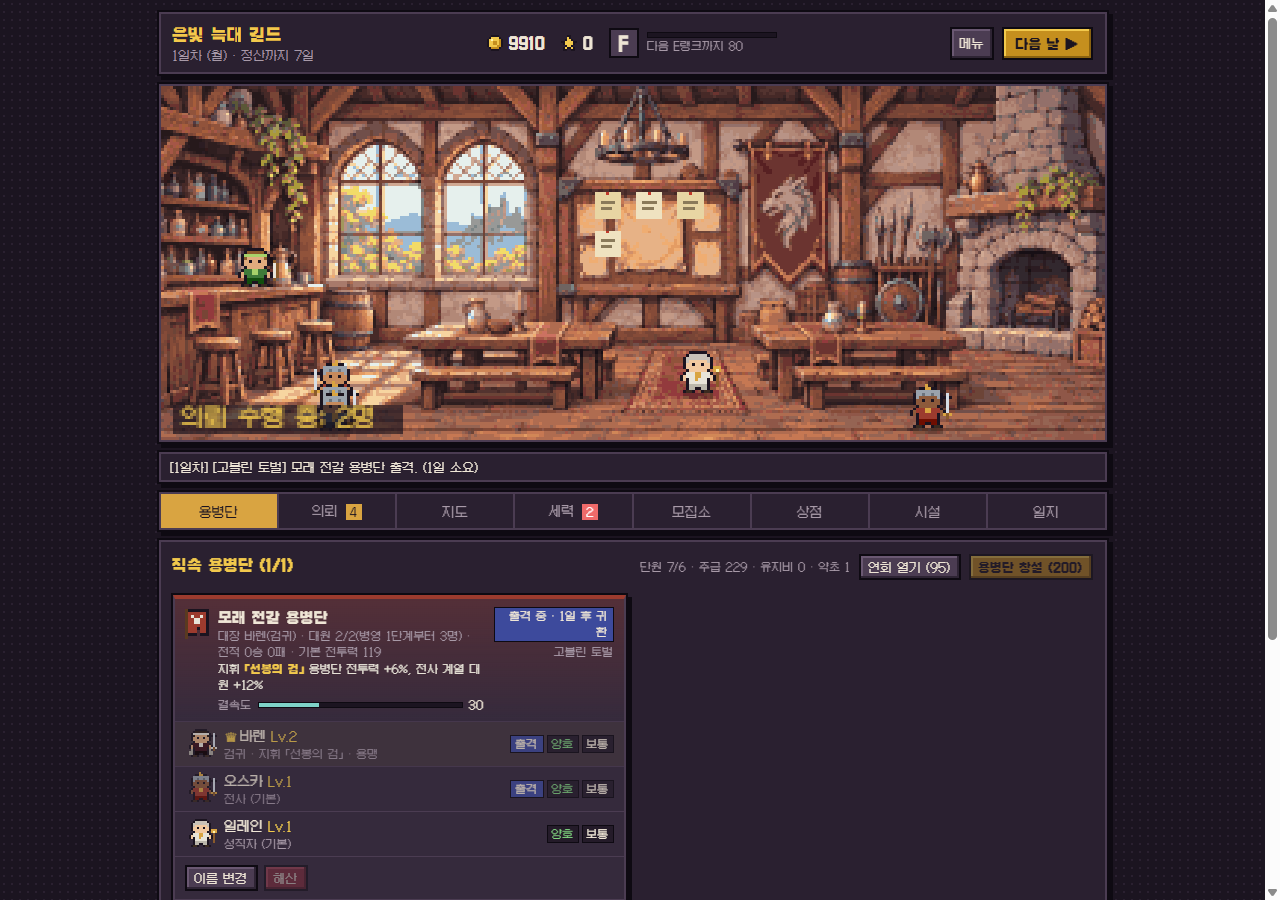 은빛 늑대 길드
1일차 (월) · 정산까지 7일
9910
0
F
다음 E랭크까지 80
메뉴
다음 날 ▶
의뢰 수행 중: 2명
[1일차] [고블린 토벌] 모래 전갈 용병단 출격. (1일 소요)
용병단
의뢰 4
지도
세력 2
모집소
상점
시설
일지
직속 용병단 (1/1)
단원 7/6 · 주급 229 · 유지비 0 · 약초 1
연회 열기 (95)
용병단 창설 (200)
모래 전갈 용병단
출격 중 · 1일 후 귀
환
대장 바렌(검귀) · 대원 2/2(병영 1단계부터 3명) ·
전적 0승 0패 · 기본 전투력 119
고블린 토벌
지휘 「선봉의 검」 용병단 전투력 +6%, 전사 계열 대
원 +12%
결속도
30
♛바렌 Lv.2
검귀 · 지휘 「선봉의 검」 · 용맹
출격 양호 보통
오스카 Lv.1
전사 (기본)
출격 양호 보통
일레인 Lv.1
성직자 (기본)
양호 보통
이름 변경
해산